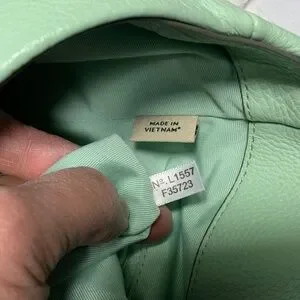 MADE IN
VIETNAM*
Nº. L1557
F35723